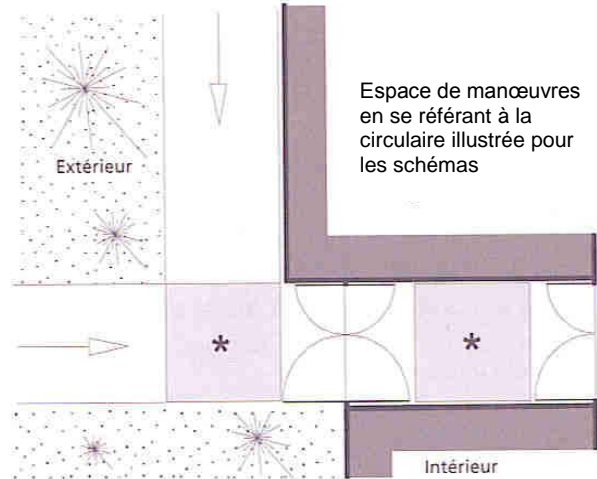 Espace de manœuvres
en se référant à la
circulaire illustrée pour
les schémas
Extérieur
*
*
Intérieur